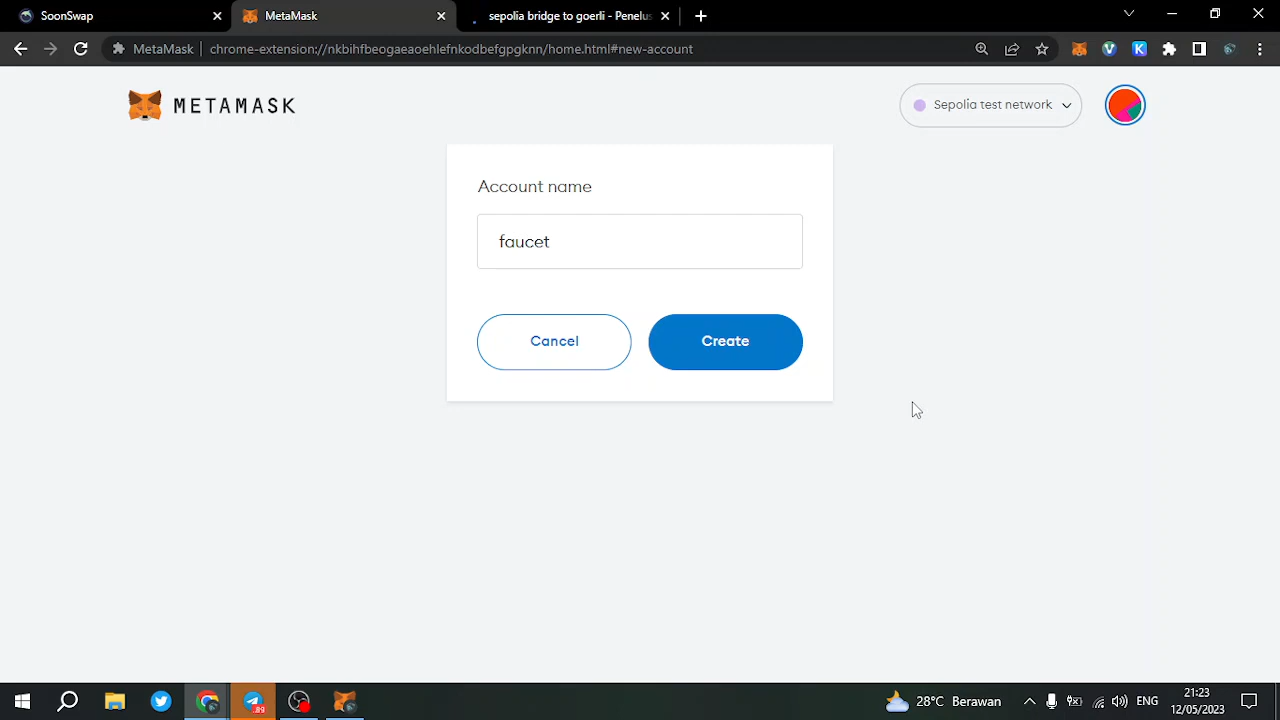 SoonSwap
MetaMask
sepolia bridge to goerli - Penelus
MetaMask
chrome-extension://nkbihfbeogaeaoehlefnkodbefgpgknn/home.html#new-account
METAMASK
Sepolia test network
Account name
faucet
Cancel
Create
28°C Berawan
ENG
21:23
12/05/2023